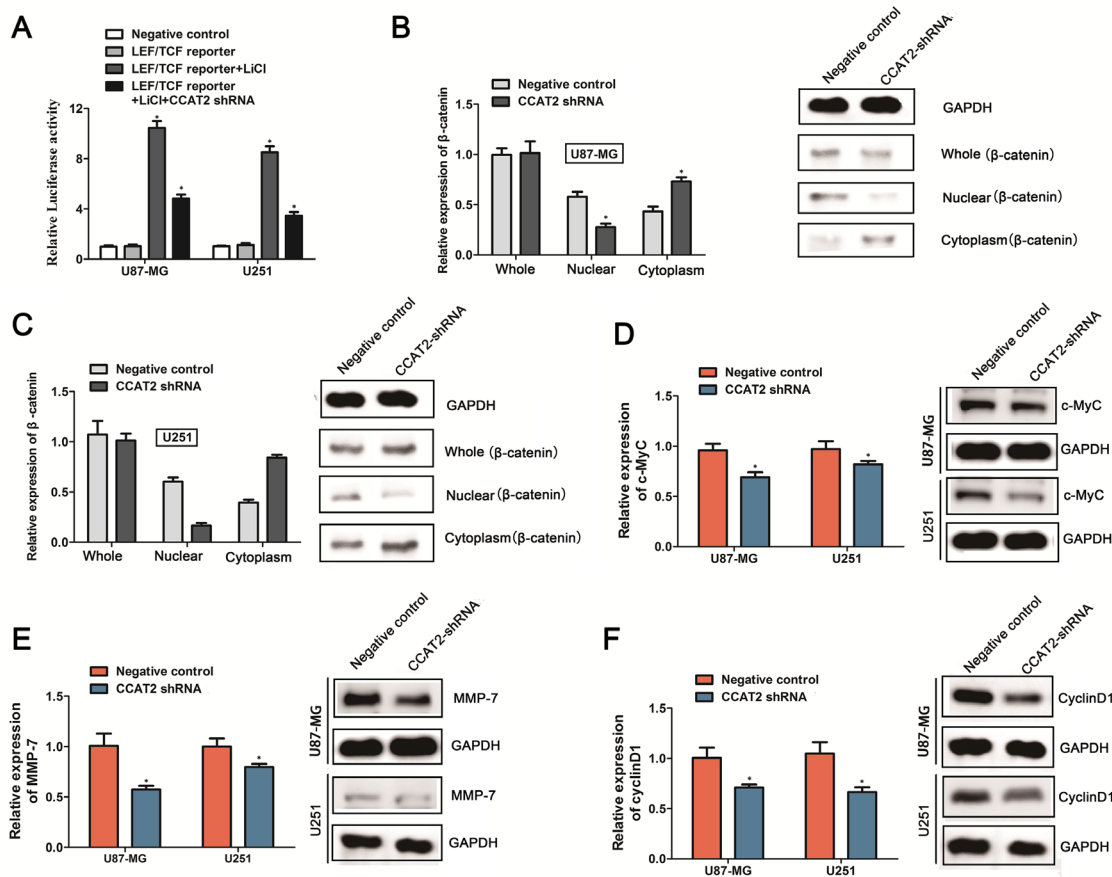 A
Negative control
LEF/TCF reporter
LEF/TCF reporter+LiCl
LEF/TCF reporter
+LiCl+CCAT2 shRNA
Relative Luciferase activity
12
8
4
0
*
*
*
*
U87-MG
U251
B
Negative control
CCAT2 shRNA
Relative expression of β-catenin
1.5
1.0
0.5
0.0
U87-MG
*
*
Whole
Nuclear
Cytoplasm
Negative control
CCAT2-shRNA
GAPDH
Whole (β-catenin)
Nuclear (β-catenin)
Cytoplasm(β-catenin)
C
Negative control
CCAT2 shRNA
Relative expression of β -catenin
1.5
1.0
0.5
0.0
U251
Whole
Nuclear
Cytoplasm
Negative control
CCAT2-shRNA
GAPDH
Whole (β-catenin)
Nuclear (β-catenin)
Cytoplasm(β-catenin)
D
Negative control
CCAT2 shRNA
Relative expression
of c-MyC
1.5
1.0
0.5
0.0
*
*
U87-MG
U251
Negative control
CCAT2-shRNA
U87-MG
c-MyC
GAPDH
U251
c-MyC
GAPDH
E
Negative control
CCAT2 shRNA
Relative expression
of MMP-7
1.5
1.0
0.5
0.0
*
*
U87-MG
U251
Negative control
CCAT2-shRNA
U87-MG
MMP-7
GAPDH
U251
MMP-7
GAPDH
F
Negative control
CCAT2 shRNA
Relative expression
of cyclinD1
1.5
1.0
0.5
0.0
*
*
U87-MG
U251
Negative control
CCAT2-shRNA
U87-MG
CyclinD1
GAPDH
U251
CyclinD1
GAPDH